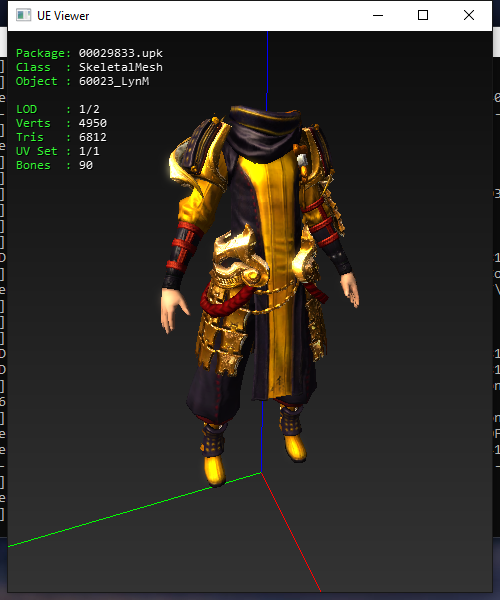 UE Viewer
Package: 00029833.upk
Class : SkeletalMesh
Object : 60023_LynM
LOD : 1/2
Verts : 4950
Tris : 6812
UV Set : 1/1
Bones : 90